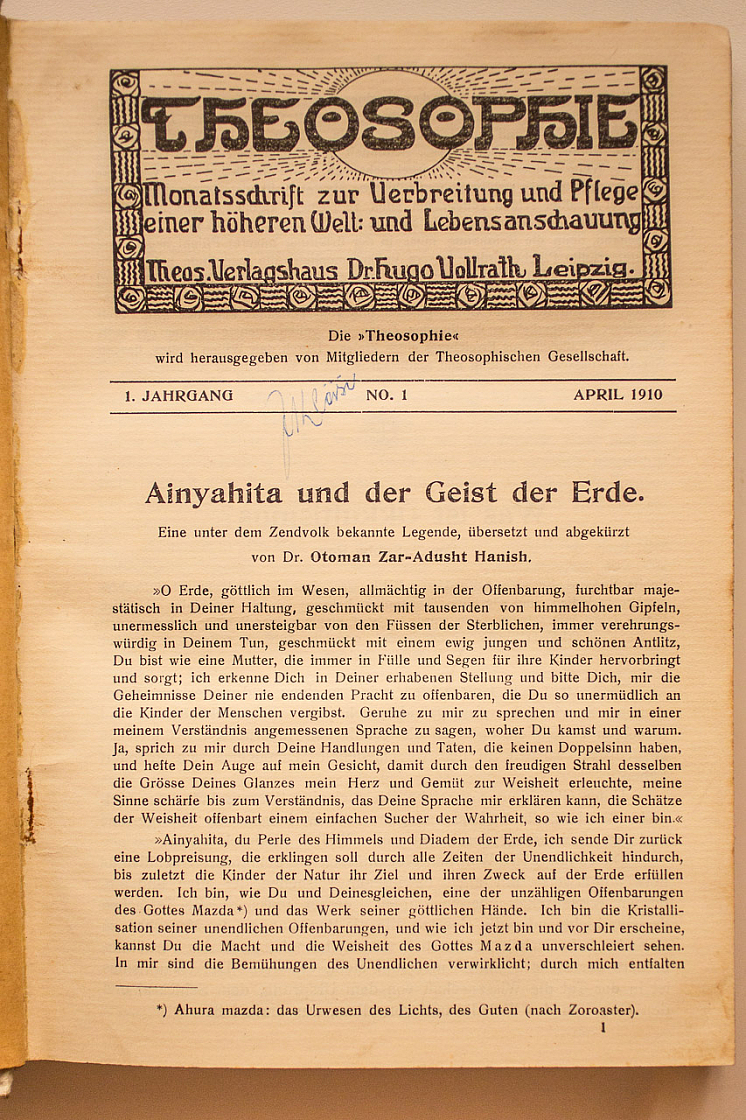 THEOSOPHIE
Monatsschrift zur Verbreitung und Pflege
einer höheren Welt- und Lebensanschauung
Theos. Verlagshaus Dr. Hugo Vollrath Leipzig.
Die »Theosophie«
wird herausgegeben von Mitgliedern der Theosophischen Gesellschaft.
1. JAHRGANG NO. 1 APRIL 1910
Ainyahita und der Geist der Erde.
Eine unter dem Zendvolk bekannte Legende, übersetzt und abgekürzt
von Dr. Otoman Zar-Adusht Hanish.
»O Erde, göttlich im Wesen, allmächtig in der Offenbarung, furchtbar maje-
stätisch in Deiner Haltung, geschmückt mit tausenden von himmelhohen Gipfeln,
unermesslich und unersteigbar von den Füssen der Sterblichen, immer verehrungs-
würdig in Deinem Tun, geschmückt mit einem ewig jungen und schönen Antlitz,
Du bist wie eine Mutter, die immer in Fülle und Segen für ihre Kinder hervorbringt
und sorgt; ich erkenne Dich in Deiner erhabenen Stellung und bitte Dich, mir die
Geheimnisse Deiner nie endenden Pracht zu offenbaren, die Du so unermüdlich an
die Kinder der Menschen vergibst. Geruhe zu mir zu sprechen und mir in einer
meinem Verständnis angemessenen Sprache zu sagen, woher Du kamst und warum.
Ja, sprich zu mir durch Deine Handlungen und Taten, die keinen Doppelsinn haben,
und hefte Dein Auge auf mein Gesicht, damit durch den freudigen Strahl desselben
die Grösse Deines Glanzes mein Herz und Gemüt zur Weisheit erleuchte, meine
Sinne schärfe bis zum Verständnis, das Deine Sprache mir erklären kann, die Schätze
der Weisheit offenbart einem einfachen Sucher der Wahrheit, so wie ich einer bin.«
»Ainyahita, du Perle des Himmels und Diadem der Erde, ich sende Dir zurück
eine Lobpreisung, die erklingen soll durch alle Zeiten der Unendlichkeit hindurch,
bis zuletzt die Kinder der Natur ihr Ziel und ihren Zweck auf der Erde erfüllen
werden. Ich bin, wie Du und Deinesgleichen, eine der unzähligen Offenbarungen
des Gottes Mazda*) und das Werk seiner göttlichen Hände. Ich bin die Kristalli-
sation seiner unendlichen Offenbarungen, und wie ich jetzt bin und vor Dir erscheine,
kannst Du die Macht und die Weisheit des Gottes Mazda unverschleiert sehen.
In mir sind die Bemühungen des Unendlichen verwirklicht; durch mich entfalten
*) Ahura mazda: das Urwesen des Lichts, des Guten (nach Zoroaster).
1